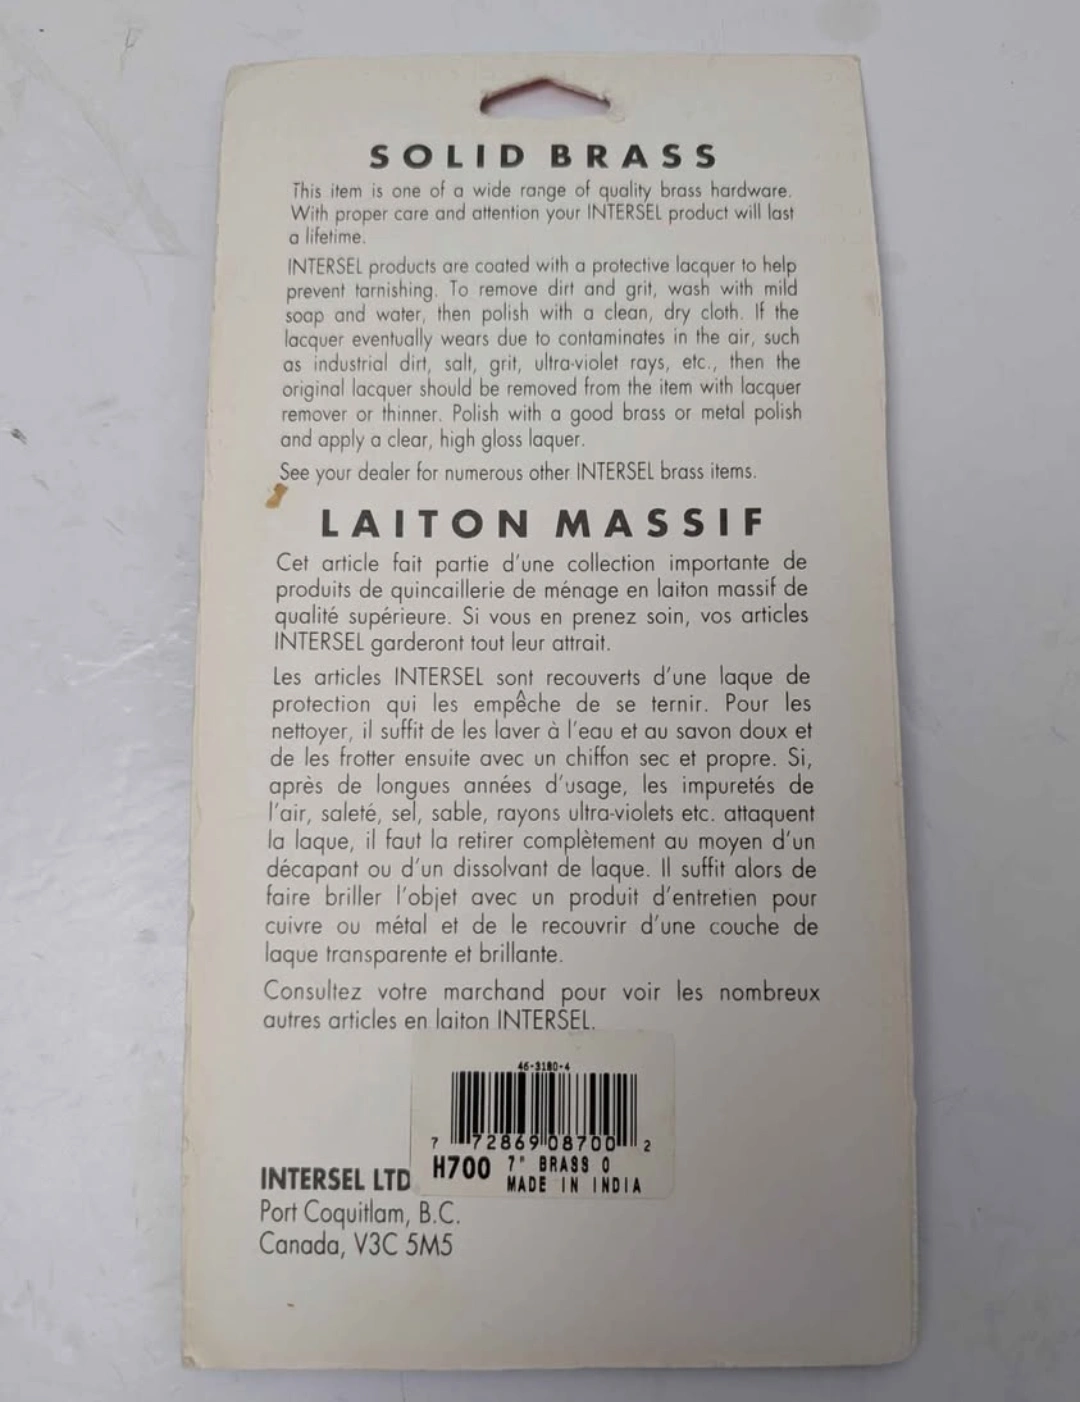 SOLID BRASS
This item is one of a wide range of quality brass hardware.
With proper care and attention your INTERSEL product will last
a lifetime.
INTERSEL products are coated with a protective lacquer to help
prevent tarnishing. To remove dirt and grit, wash with mild
soap and water, then polish with a clean, dry cloth. If the
lacquer eventually wears due to contaminates in the air, such
as industrial dirt, salt, grit, ultra-violet rays, etc., then the
original lacquer should be removed from the item with lacquer
remover or thinner. Polish with a good brass or metal polish
and apply a clear, high gloss laquer.
See your dealer for numerous other INTERSEL brass items.
LAITON MASSIF
Cet article fait partie d'une collection importante de
produits de quincaillerie de ménage en laiton massif de
qualité supérieure. Si vous en prenez soin, vos articles
INTERSEL garderont tout leur attrait.
Les articles INTERSEL sont recouverts d'une laque de
protection qui les empêche de se ternir. Pour les
nettoyer, il suffit de les laver à l'eau et au savon doux et
de les frotter ensuite avec un chiffon sec et propre. Si,
après de longues années d'usage, les impuretés de
l'air, saleté, sel, sable, rayons ultra-violets etc. attaquent
la laque, il faut la retirer complètement au moyen d'un
décapant ou d'un dissolvant de laque. Il suffit alors de
faire briller l'objet avec un produit d'entretien pour
cuivre ou métal et de le recouvrir d'une couche de
laque transparente et brillante.
Consultez votre marchand pour voir les nombreux
autres articles en laiton INTERSEL.
46-3180-4
7 72869 08700 2
H700 7" BRASS 0
MADE IN INDIA
INTERSEL LTD
Port Coquitlam, B.C.
Canada, V3C 5M5